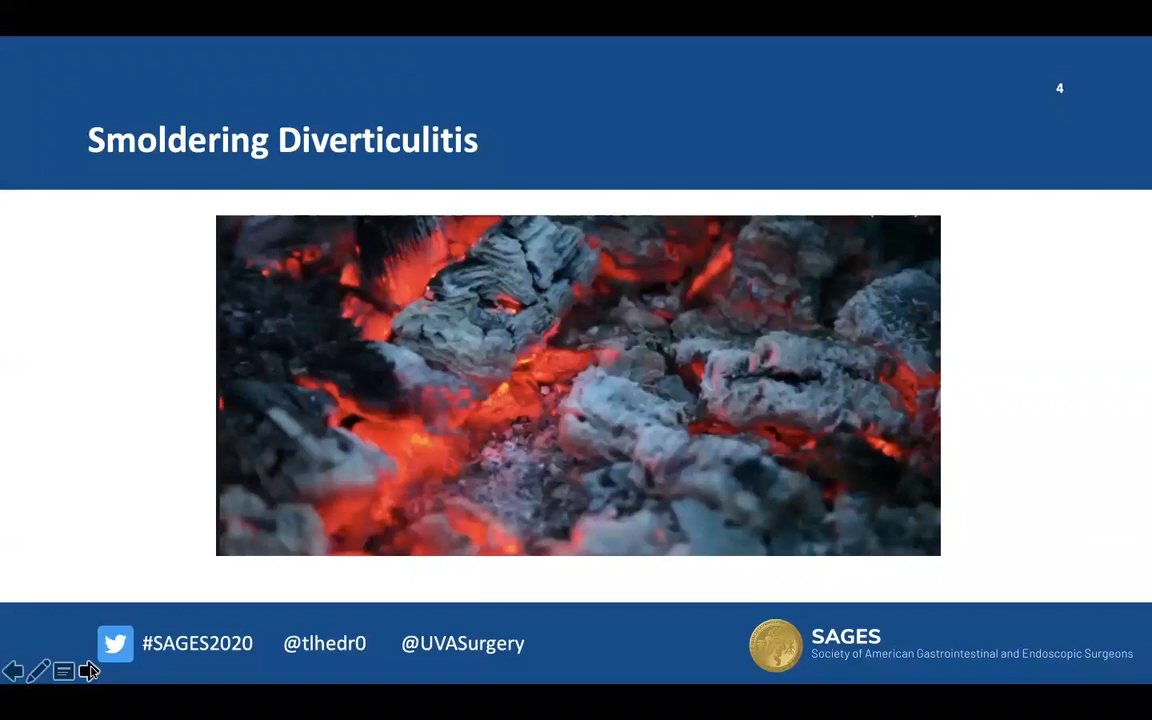 4
Smoldering Diverticulitis
#SAGES2020 @tlhedr0 @UVASurgery
SAGES
Society of American Gastrointestinal and Endoscopic Surgeons